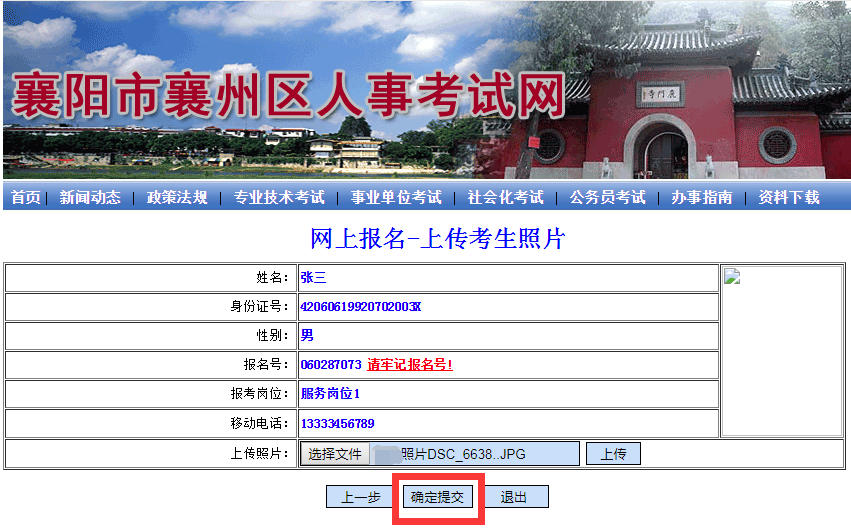 襄阳市襄州区人事考试网
鹿門寺
首页 | 新闻动态 | 政策法规 | 专业技术考试 | 事业单位考试 | 社会化考试 | 公务员考试 | 办事指南 | 资料下载
网上报名-上传考生照片
姓名： 张三
身份证号： 42060619920702003X
性别： 男
报名号： 060287073 请牢记报名号!
报考岗位： 服务岗位1
移动电话： 13333456789
上传照片： 选择文件 照片DSC_6638..JPG 上传
上一步 确定提交 退出